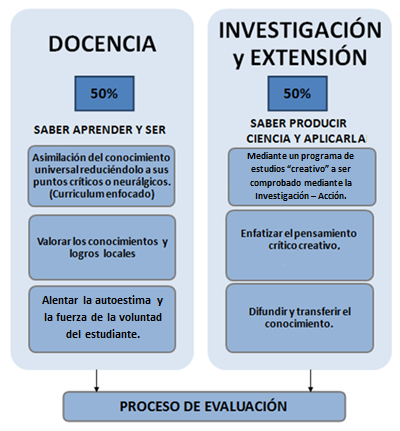 DOCENCIA
50%
SABER APRENDER Y SER
Asimilación del conocimiento
universal reduciéndolo a sus
puntos críticos o neurálgicos.
(Curriculum enfocado)
Valorar los conocimientos y
logros locales
Alentar la autoestima y
la fuerza de la voluntad
del estudiante.
INVESTIGACIÓN
y EXTENSIÓN
50%
SABER PRODUCIR
CIENCIA Y APLICARLA
Mediante un programa de
estudios “creativo” a ser
comprobado mediante la
Investigación – Acción.
Enfatizar el pensamiento
crítico creativo.
Difundir y transferir el
conocimiento.
PROCESO DE EVALUACIÓN